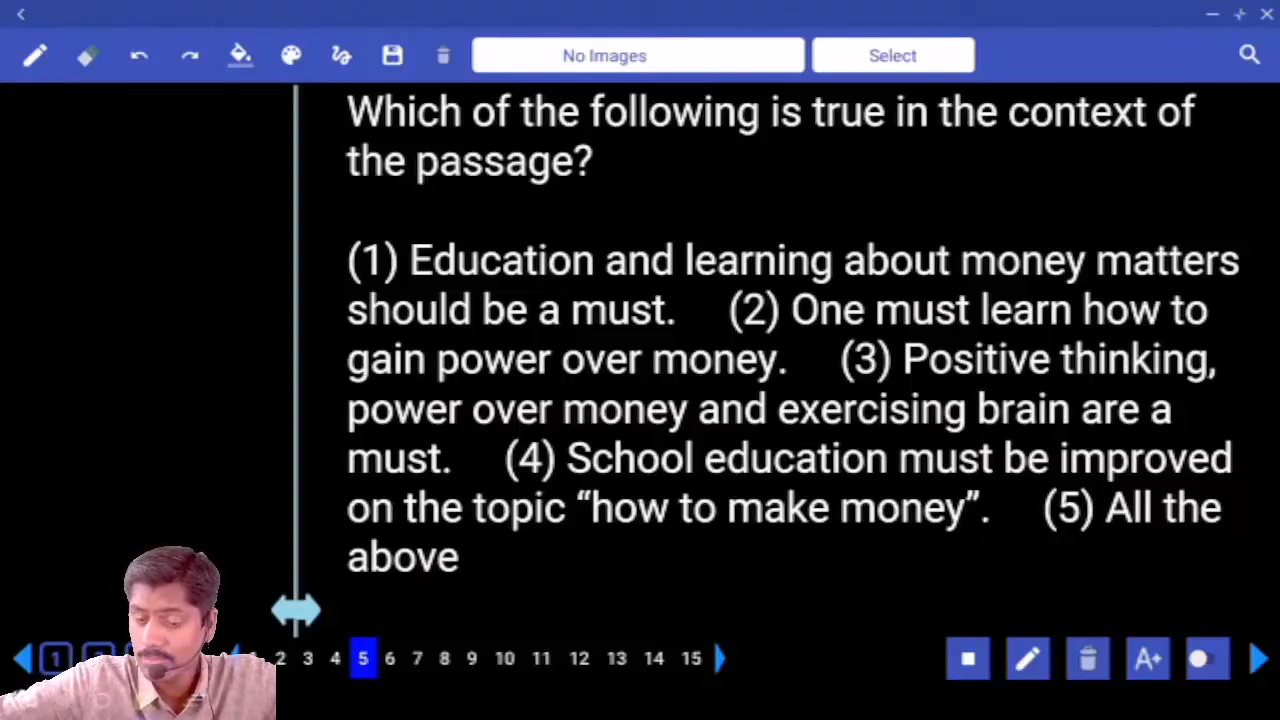 No Images
Select
Which of the following is true in the context of
the passage?
(1) Education and learning about money matters
should be a must. (2) One must learn how to
gain power over money. (3) Positive thinking,
power over money and exercising brain are a
must. (4) School education must be improved
on the topic “how to make money”. (5) All the
above
1 2 3 4 5 6 7 8 9 10 11 12 13 14 15
A+